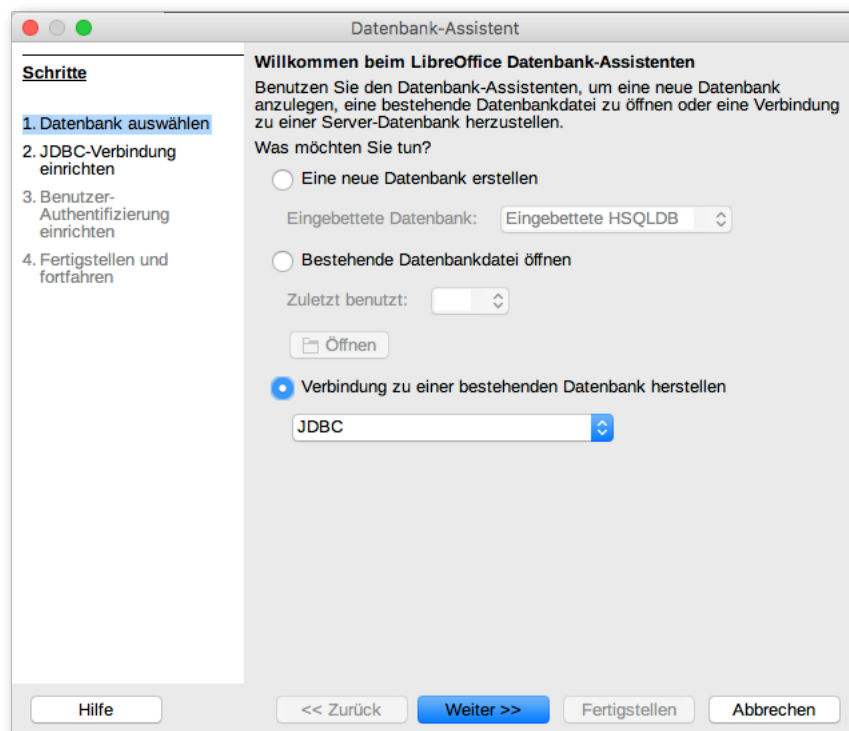 Datenbank-Assistent
Schritte
1. Datenbank auswählen
2. JDBC-Verbindung
einrichten
3. Benutzer-
Authentifizierung
einrichten
4. Fertigstellen und
fortfahren
Willkommen beim LibreOffice Datenbank-Assistenten
Benutzen Sie den Datenbank-Assistenten, um eine neue Datenbank
anzulegen, eine bestehende Datenbankdatei zu öffnen oder eine Verbindung
zu einer Server-Datenbank herzustellen.
Was möchten Sie tun?
Eine neue Datenbank erstellen
Eingebettete Datenbank: Eingebettete HSQLDB
Bestehende Datenbankdatei öffnen
Zuletzt benutzt:
Öffnen
Verbindung zu einer bestehenden Datenbank herstellen
JDBC
Hilfe << Zurück Weiter >> Fertigstellen Abbrechen